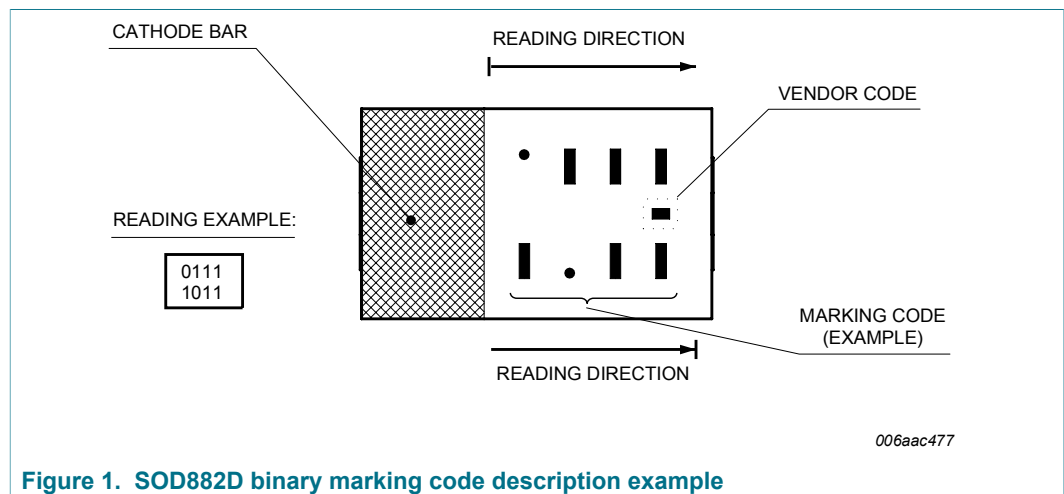 CATHODE BAR
READING DIRECTION
VENDOR CODE
READING EXAMPLE:
0111
1011
MARKING CODE
(EXAMPLE)
READING DIRECTION
006aac477
Figure 1. SOD882D binary marking code description example